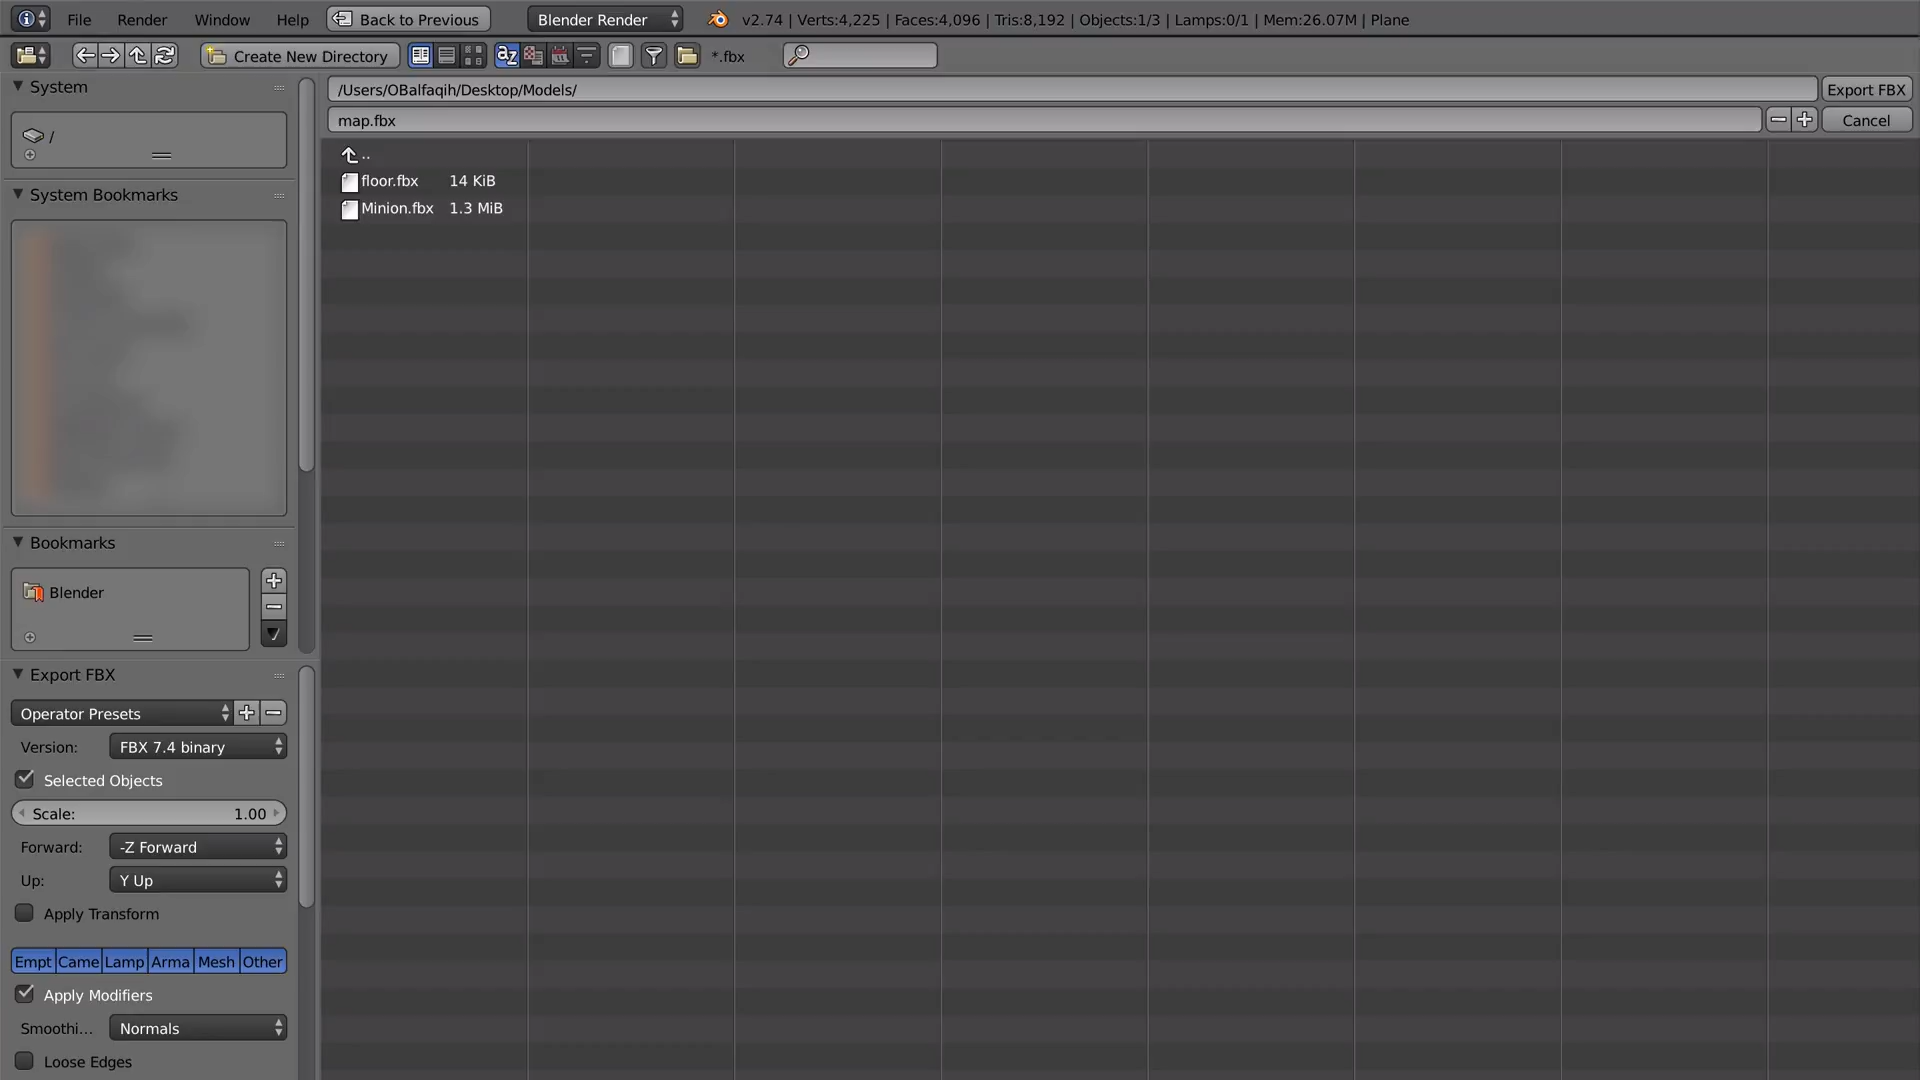 File Render Window Help Back to Previous Blender Render v2.74 | Verts:4,225 | Faces:4,096 | Tris:8,192 | Objects:1/3 | Lamps:0/1 | Mem:26.07M | Plane
Create New Directory *.fbx
System
/
System Bookmarks
Bookmarks
Blender
Export FBX
Operator Presets
Version: FBX 7.4 binary
Selected Objects
Scale: 1.00
Forward: -Z Forward
Up: Y Up
Apply Transform
Empt Came Lamp Arma Mesh Other
Apply Modifiers
Smoothi... Normals
Loose Edges
/Users/OBalfaqih/Desktop/Models/ Export FBX
map.fbx Cancel
..
floor.fbx 14 KiB
Minion.fbx 1.3 MiB